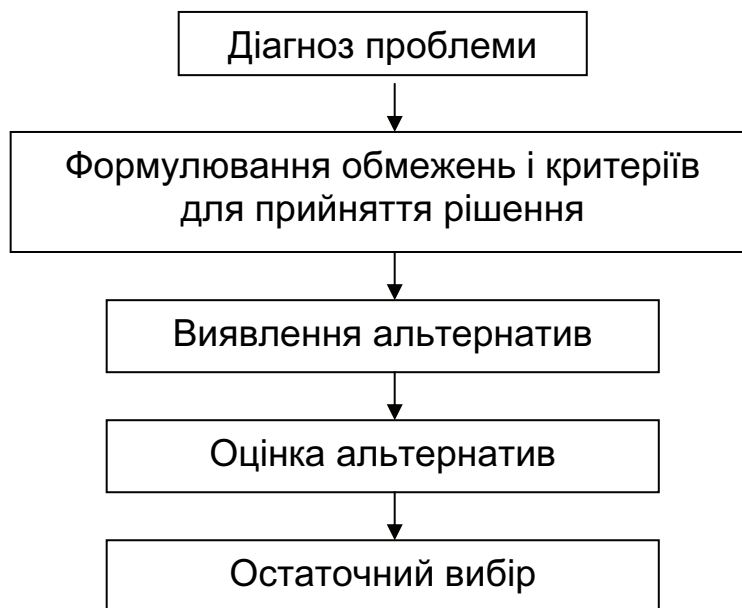 Діагноз проблеми
Формулювання обмежень і критеріїв
для прийняття рішення
Виявлення альтернатив
Оцінка альтернатив
Остаточний вибір